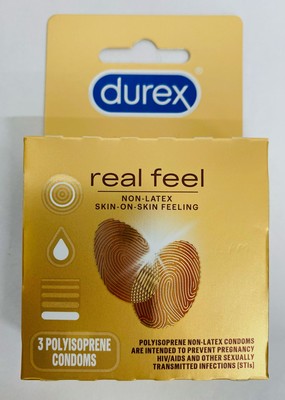 durex
real feel
NON-LATEX
SKIN-ON-SKIN FEELING
3 POLYISOPRENE
CONDOMS
POLYISOPRENE NON-LATEX CONDOMS
ARE INTENDED TO PREVENT PREGNANCY
HIV/AIDS AND OTHER SEXUALLY
TRANSMITTED INFECTIONS (STIs)